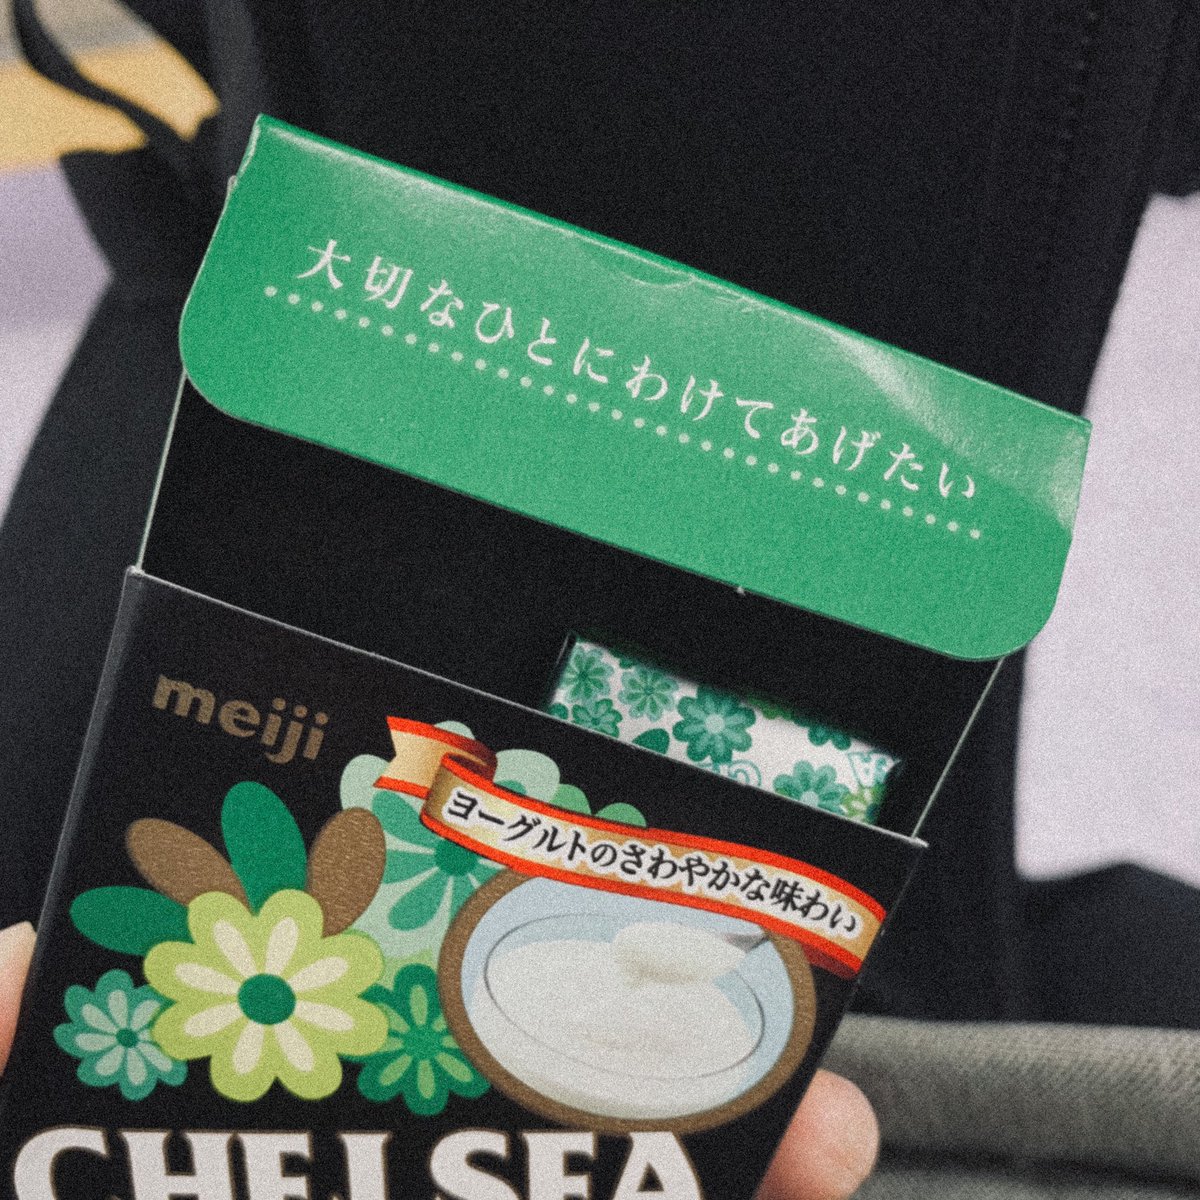 大切なひとにわけてあげたい
meiji
ヨーグルトのさわやかな味わい
CHELSEA